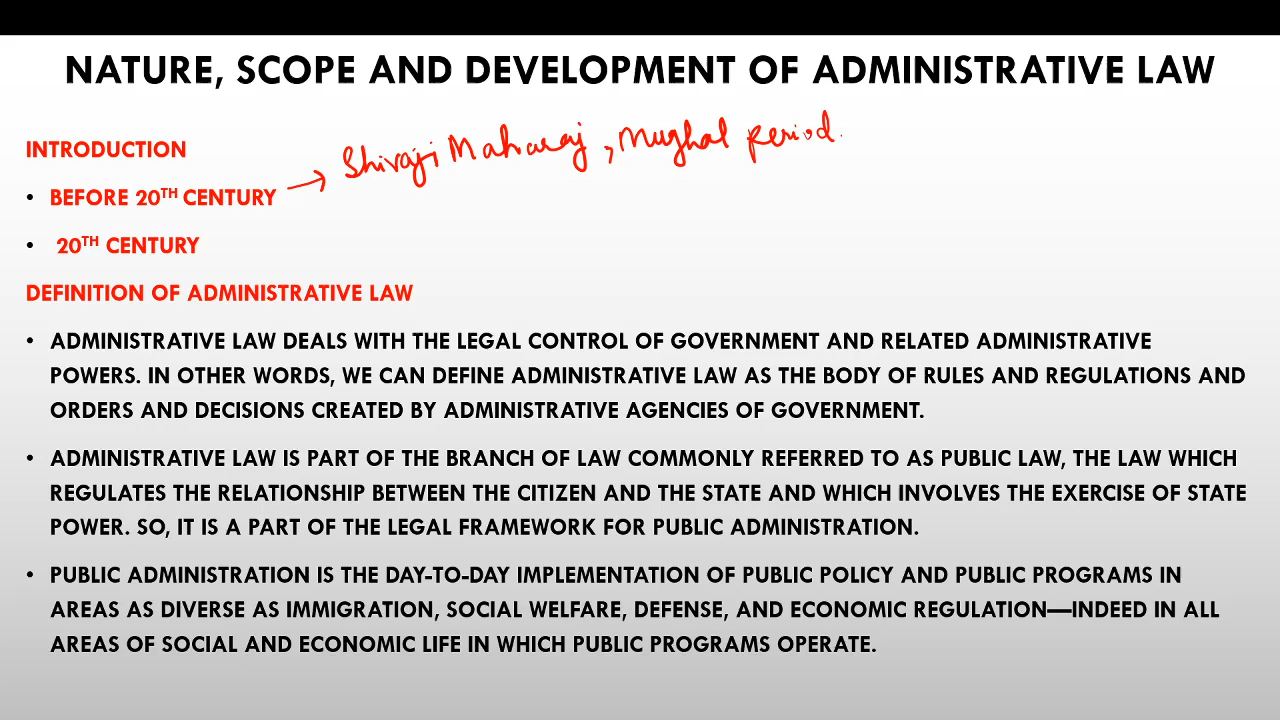 NATURE, SCOPE AND DEVELOPMENT OF ADMINISTRATIVE LAW
INTRODUCTION
• BEFORE 20TH CENTURY → Shivaji Maharaj, Mughal period.
• 20TH CENTURY
DEFINITION OF ADMINISTRATIVE LAW
• ADMINISTRATIVE LAW DEALS WITH THE LEGAL CONTROL OF GOVERNMENT AND RELATED ADMINISTRATIVE
POWERS. IN OTHER WORDS, WE CAN DEFINE ADMINISTRATIVE LAW AS THE BODY OF RULES AND REGULATIONS AND
ORDERS AND DECISIONS CREATED BY ADMINISTRATIVE AGENCIES OF GOVERNMENT.
• ADMINISTRATIVE LAW IS PART OF THE BRANCH OF LAW COMMONLY REFERRED TO AS PUBLIC LAW, THE LAW WHICH
REGULATES THE RELATIONSHIP BETWEEN THE CITIZEN AND THE STATE AND WHICH INVOLVES THE EXERCISE OF STATE
POWER. SO, IT IS A PART OF THE LEGAL FRAMEWORK FOR PUBLIC ADMINISTRATION.
• PUBLIC ADMINISTRATION IS THE DAY-TO-DAY IMPLEMENTATION OF PUBLIC POLICY AND PUBLIC PROGRAMS IN
AREAS AS DIVERSE AS IMMIGRATION, SOCIAL WELFARE, DEFENSE, AND ECONOMIC REGULATION—INDEED IN ALL
AREAS OF SOCIAL AND ECONOMIC LIFE IN WHICH PUBLIC PROGRAMS OPERATE.